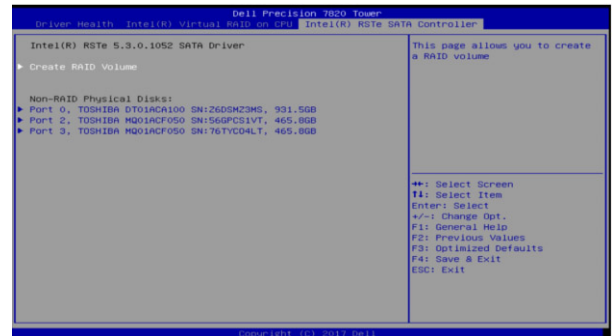 Dell Precision 7820 Tower
Driver Health Intel(R) Virtual RAID on CPU Intel(R) RSTe SATA Controller
Intel(R) RSTe 5.3.0.1052 SATA Driver
Create RAID Volume
Non-RAID Physical Disks:
Port 0, TOSHIBA DT01ACA100 SN:Z6DSMZ3MS, 931.5GB
Port 2, TOSHIBA MQ01ACF050 SN:56GPCS1VT, 465.8GB
Port 3, TOSHIBA MQ01ACF050 SN:76TYC04LT, 465.8GB
This page allows you to create
a RAID volume
→←: Select Screen
↑↓: Select Item
Enter: Select
+/-: Change Opt.
F1: General Help
F2: Previous Values
F3: Optimized Defaults
F4: Save & Exit
ESC: Exit
Copyright (C) 2017 Dell